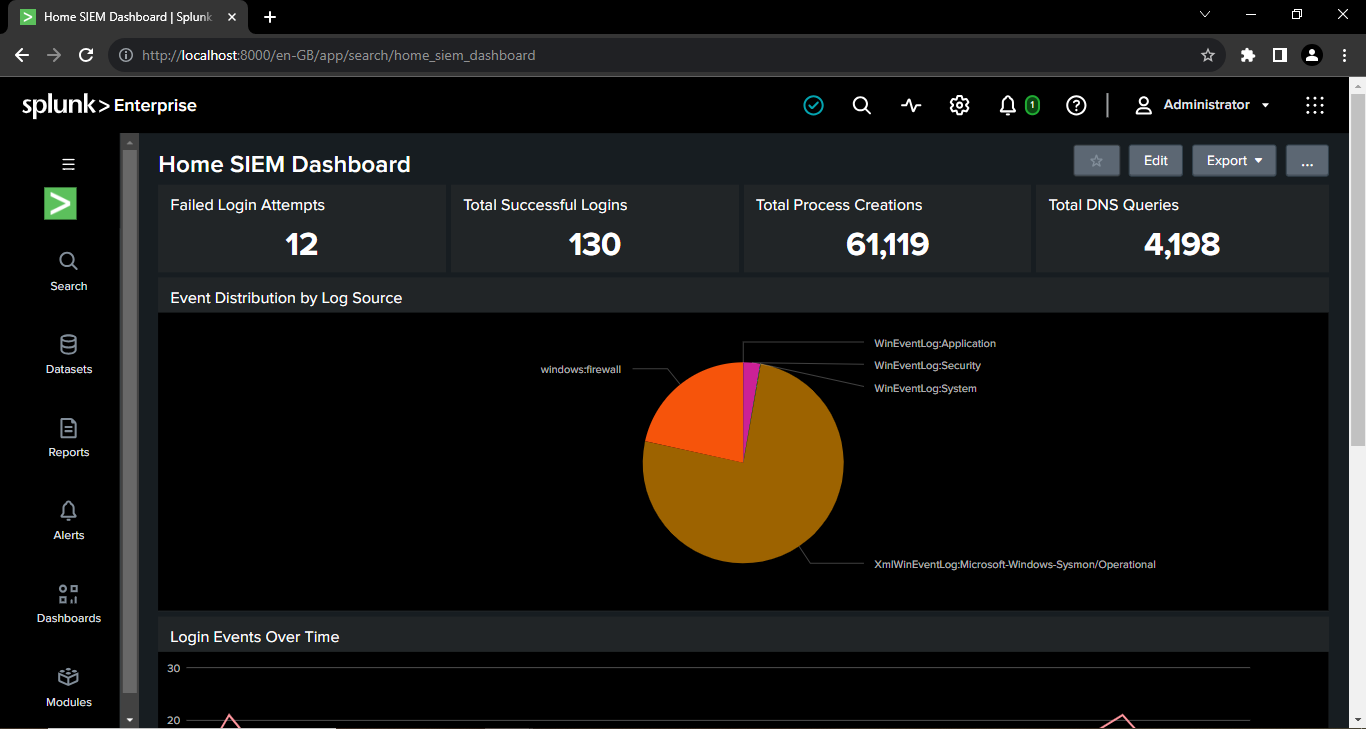 Home SIEM Dashboard | Splunk
http://localhost:8000/en-GB/app/search/home_siem_dashboard
splunk>Enterprise
1
?
Administrator
Home SIEM Dashboard
Edit
Export
...
Failed Login Attempts
12
Total Successful Logins
130
Total Process Creations
61,119
Total DNS Queries
4,198
Search
Datasets
Reports
Alerts
Dashboards
Modules
Event Distribution by Log Source
WinEventLog:Application
WinEventLog:Security
WinEventLog:System
windows:firewall
XmlWinEventLog:Microsoft-Windows-Sysmon/Operational
Login Events Over Time
30
20